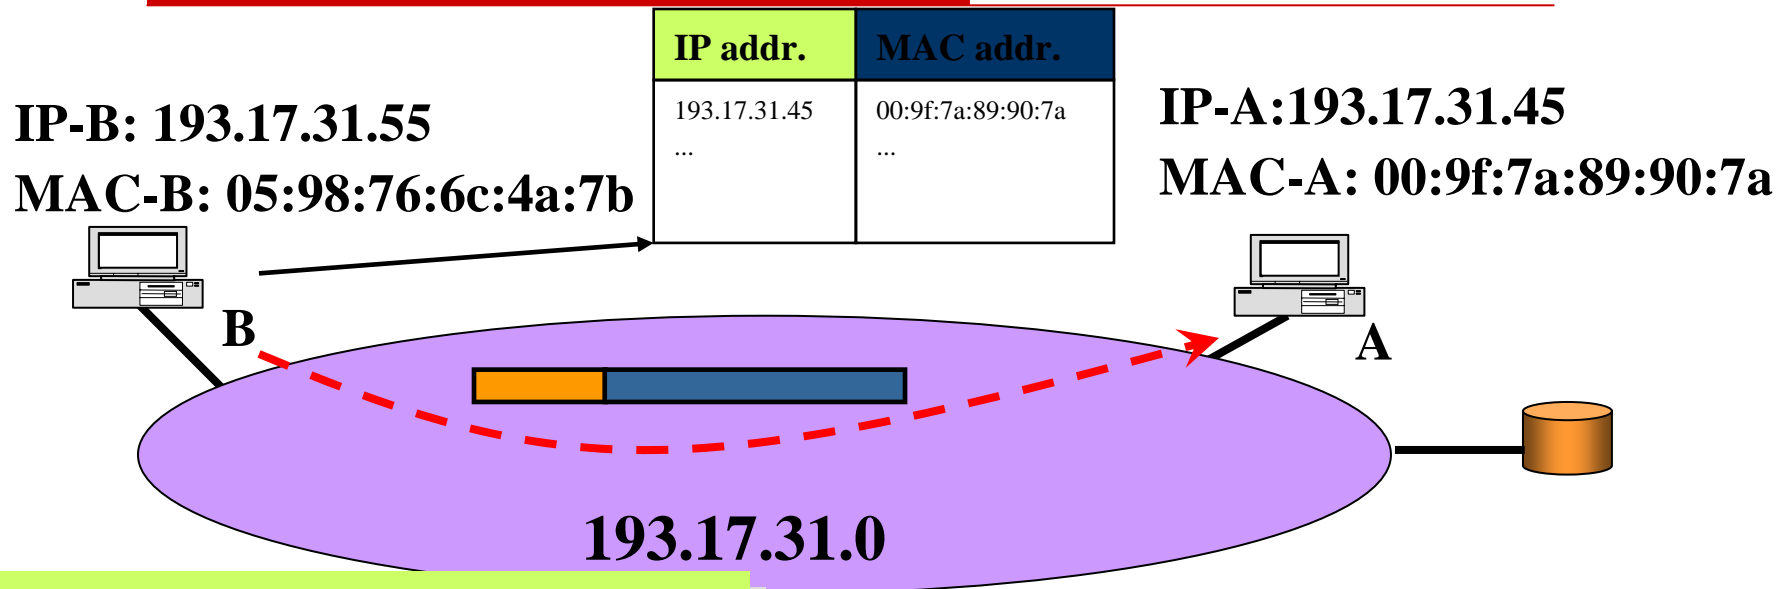 IP addr. MAC addr.
193.17.31.45 00:9f:7a:89:90:7a
... ...
IP-B: 193.17.31.55
MAC-B: 05:98:76:6c:4a:7b
IP-A:193.17.31.45
MAC-A: 00:9f:7a:89:90:7a
B
A
193.17.31.0